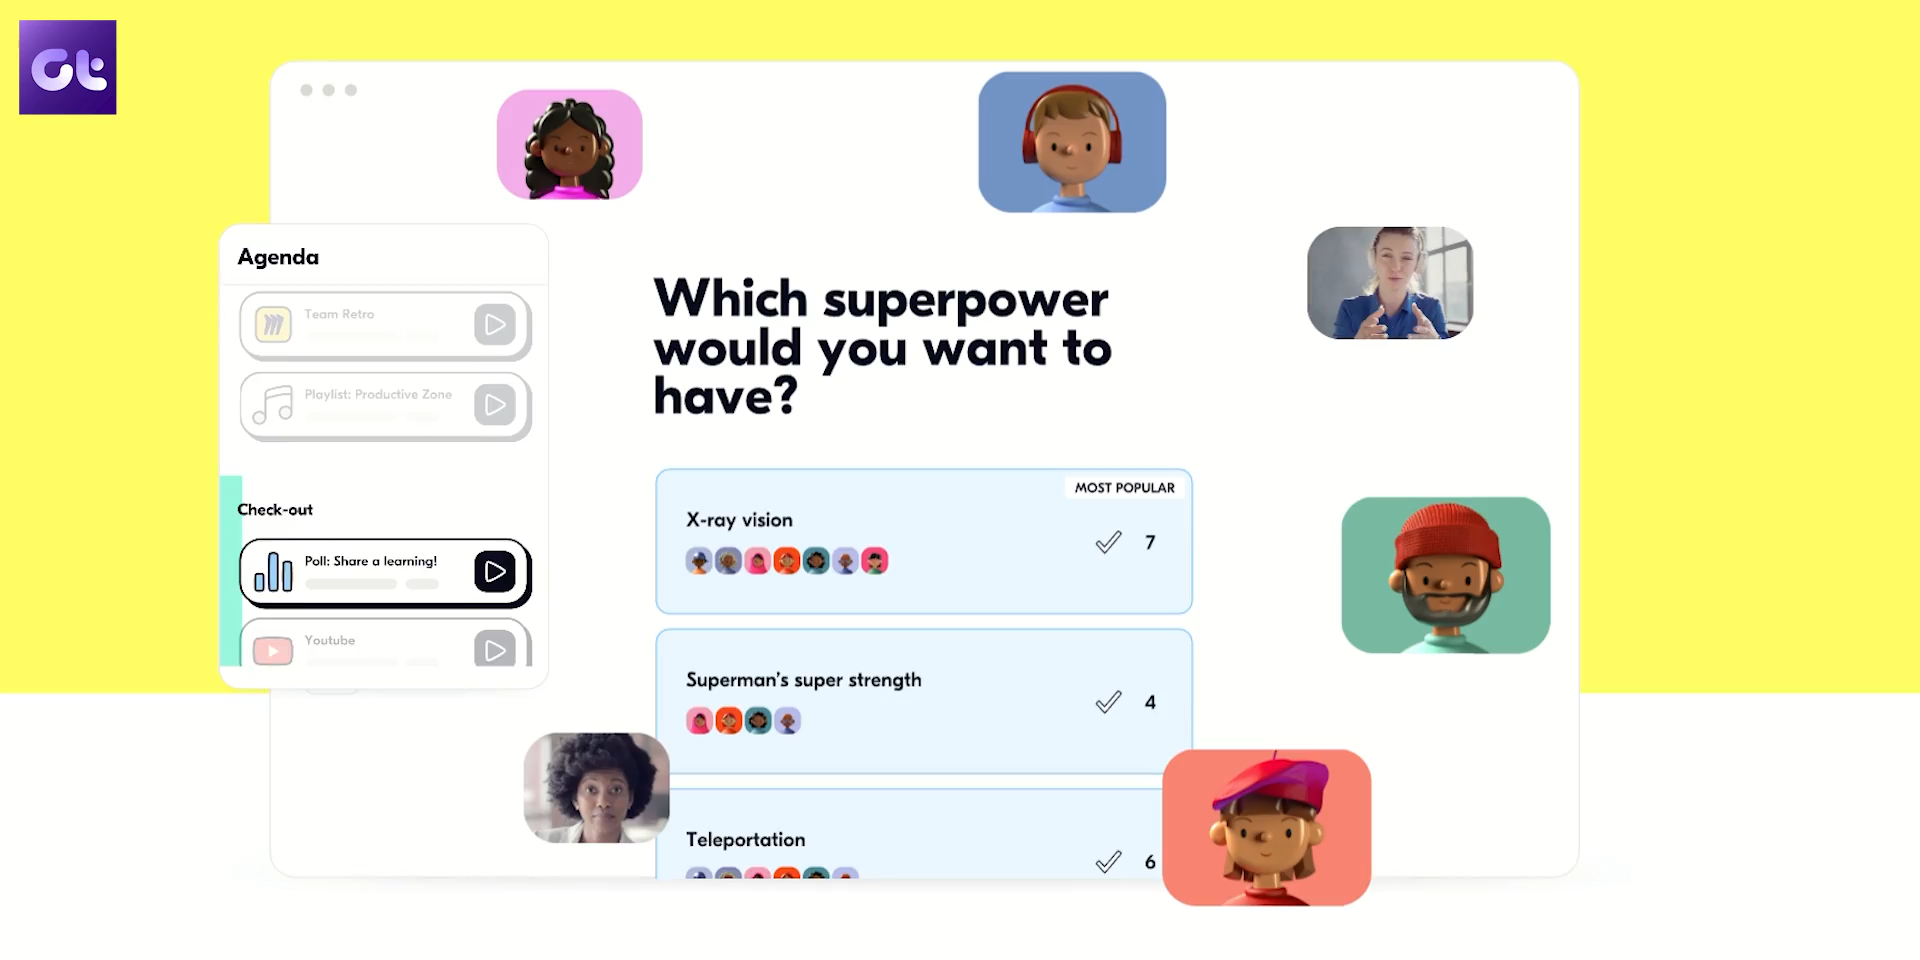 Gt
Agenda
Team Retro
Playlist: Productive Zone
Check-out
Poll: Share a learning!
Youtube
Which superpower
would you want to
have?
MOST POPULAR
X-ray vision
7
Superman's super strength
4
Teleportation
6